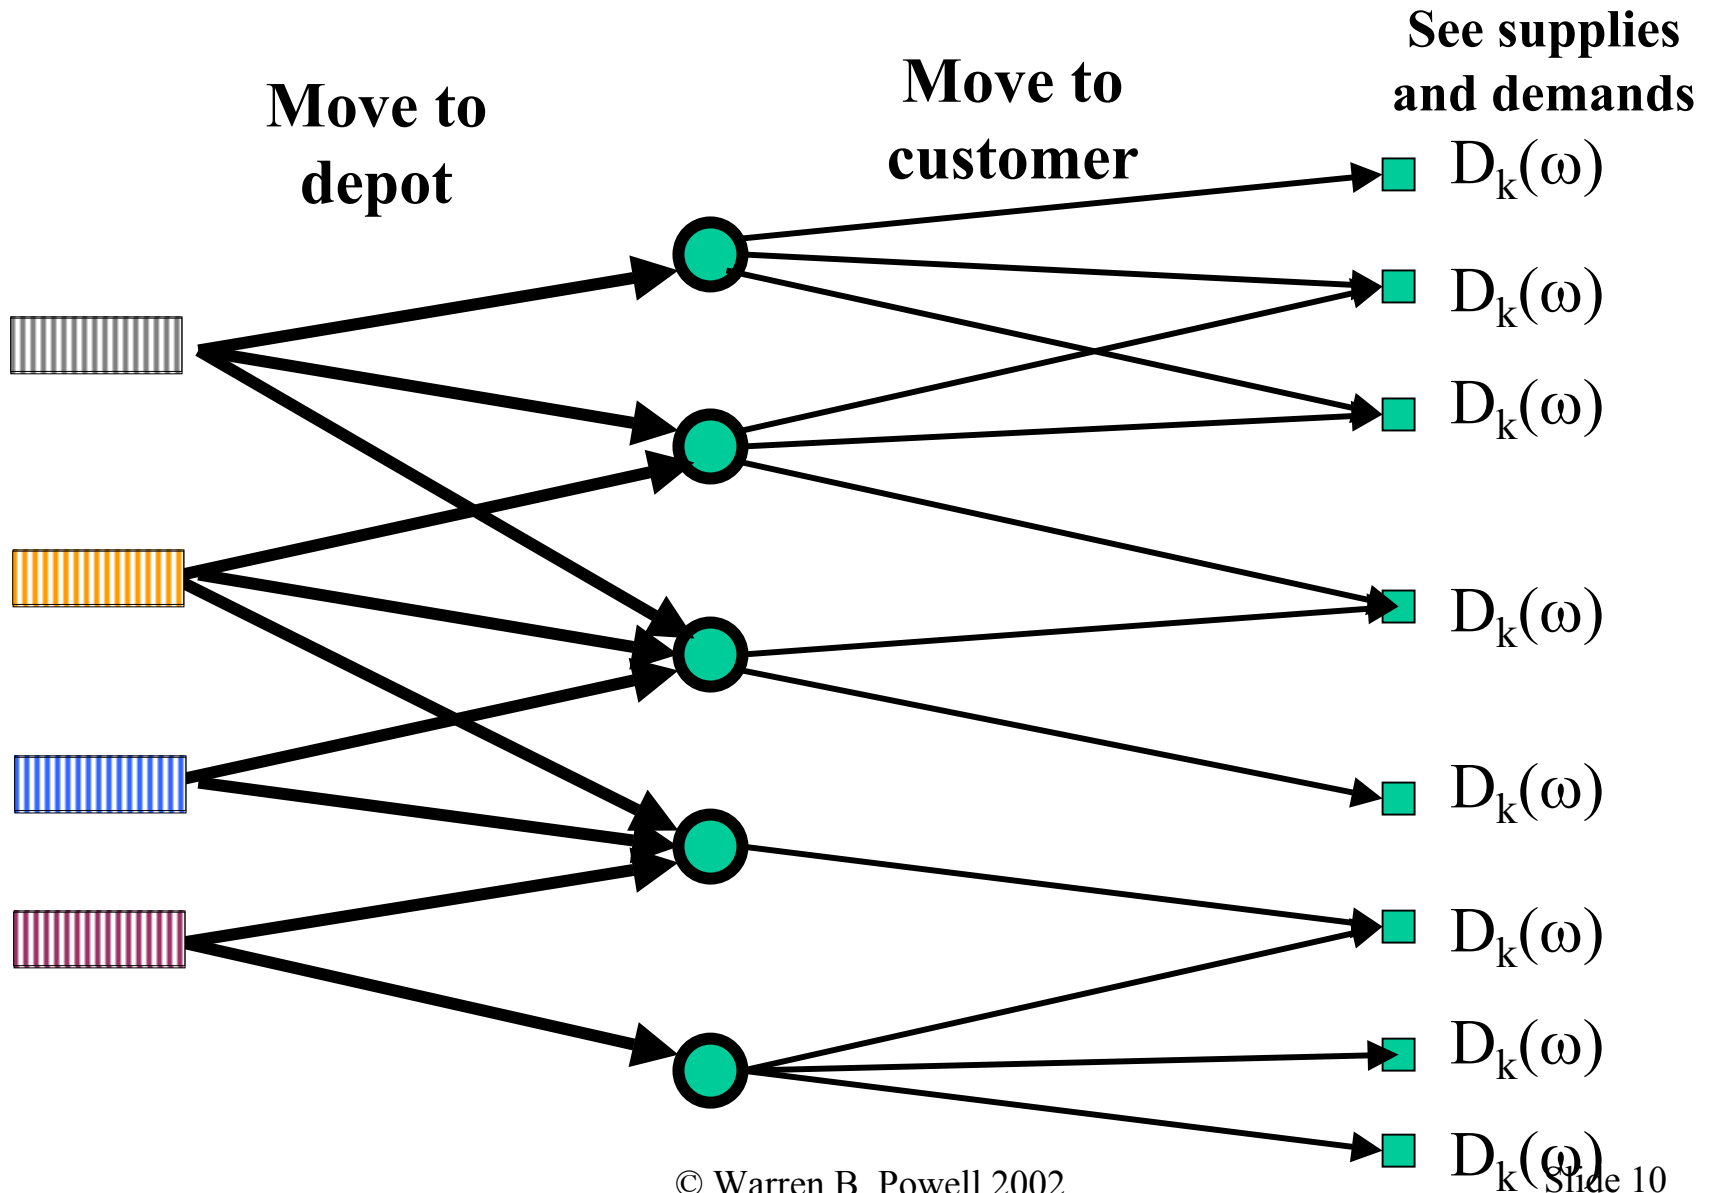 See supplies
and demands
Move to
depot
Move to
customer
Dₖ(ω)
Dₖ(ω)
Dₖ(ω)
Dₖ(ω)
Dₖ(ω)
Dₖ(ω)
Dₖ(ω)
Dₖ(ω)
© Warren B. Powell 2002
Slide 10